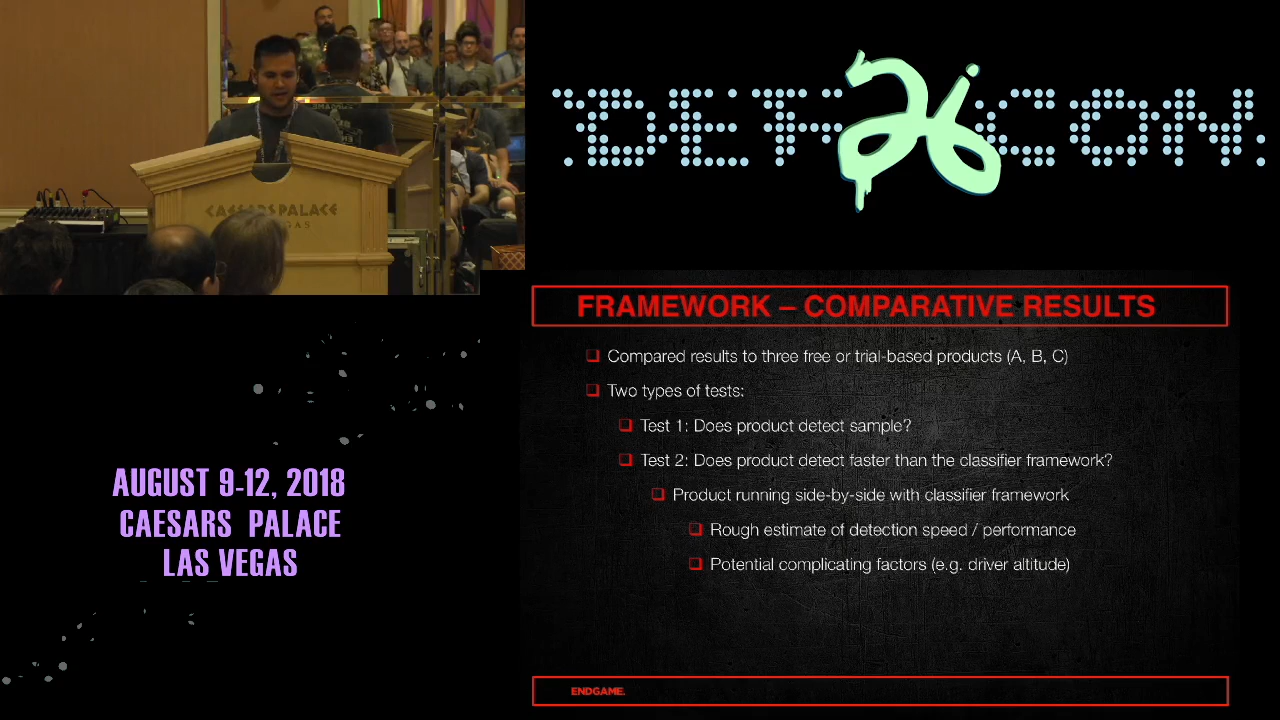 CAESARS PALACE
DEF 26 CON
FRAMEWORK – COMPARATIVE RESULTS
❑ Compared results to three free or trial-based products (A, B, C)
❑ Two types of tests:
❑ Test 1: Does product detect sample?
❑ Test 2: Does product detect faster than the classifier framework?
❑ Product running side-by-side with classifier framework
❑ Rough estimate of detection speed / performance
❑ Potential complicating factors (e.g. driver altitude)
ENDGAME.
AUGUST 9-12, 2018
CAESARS PALACE
LAS VEGAS